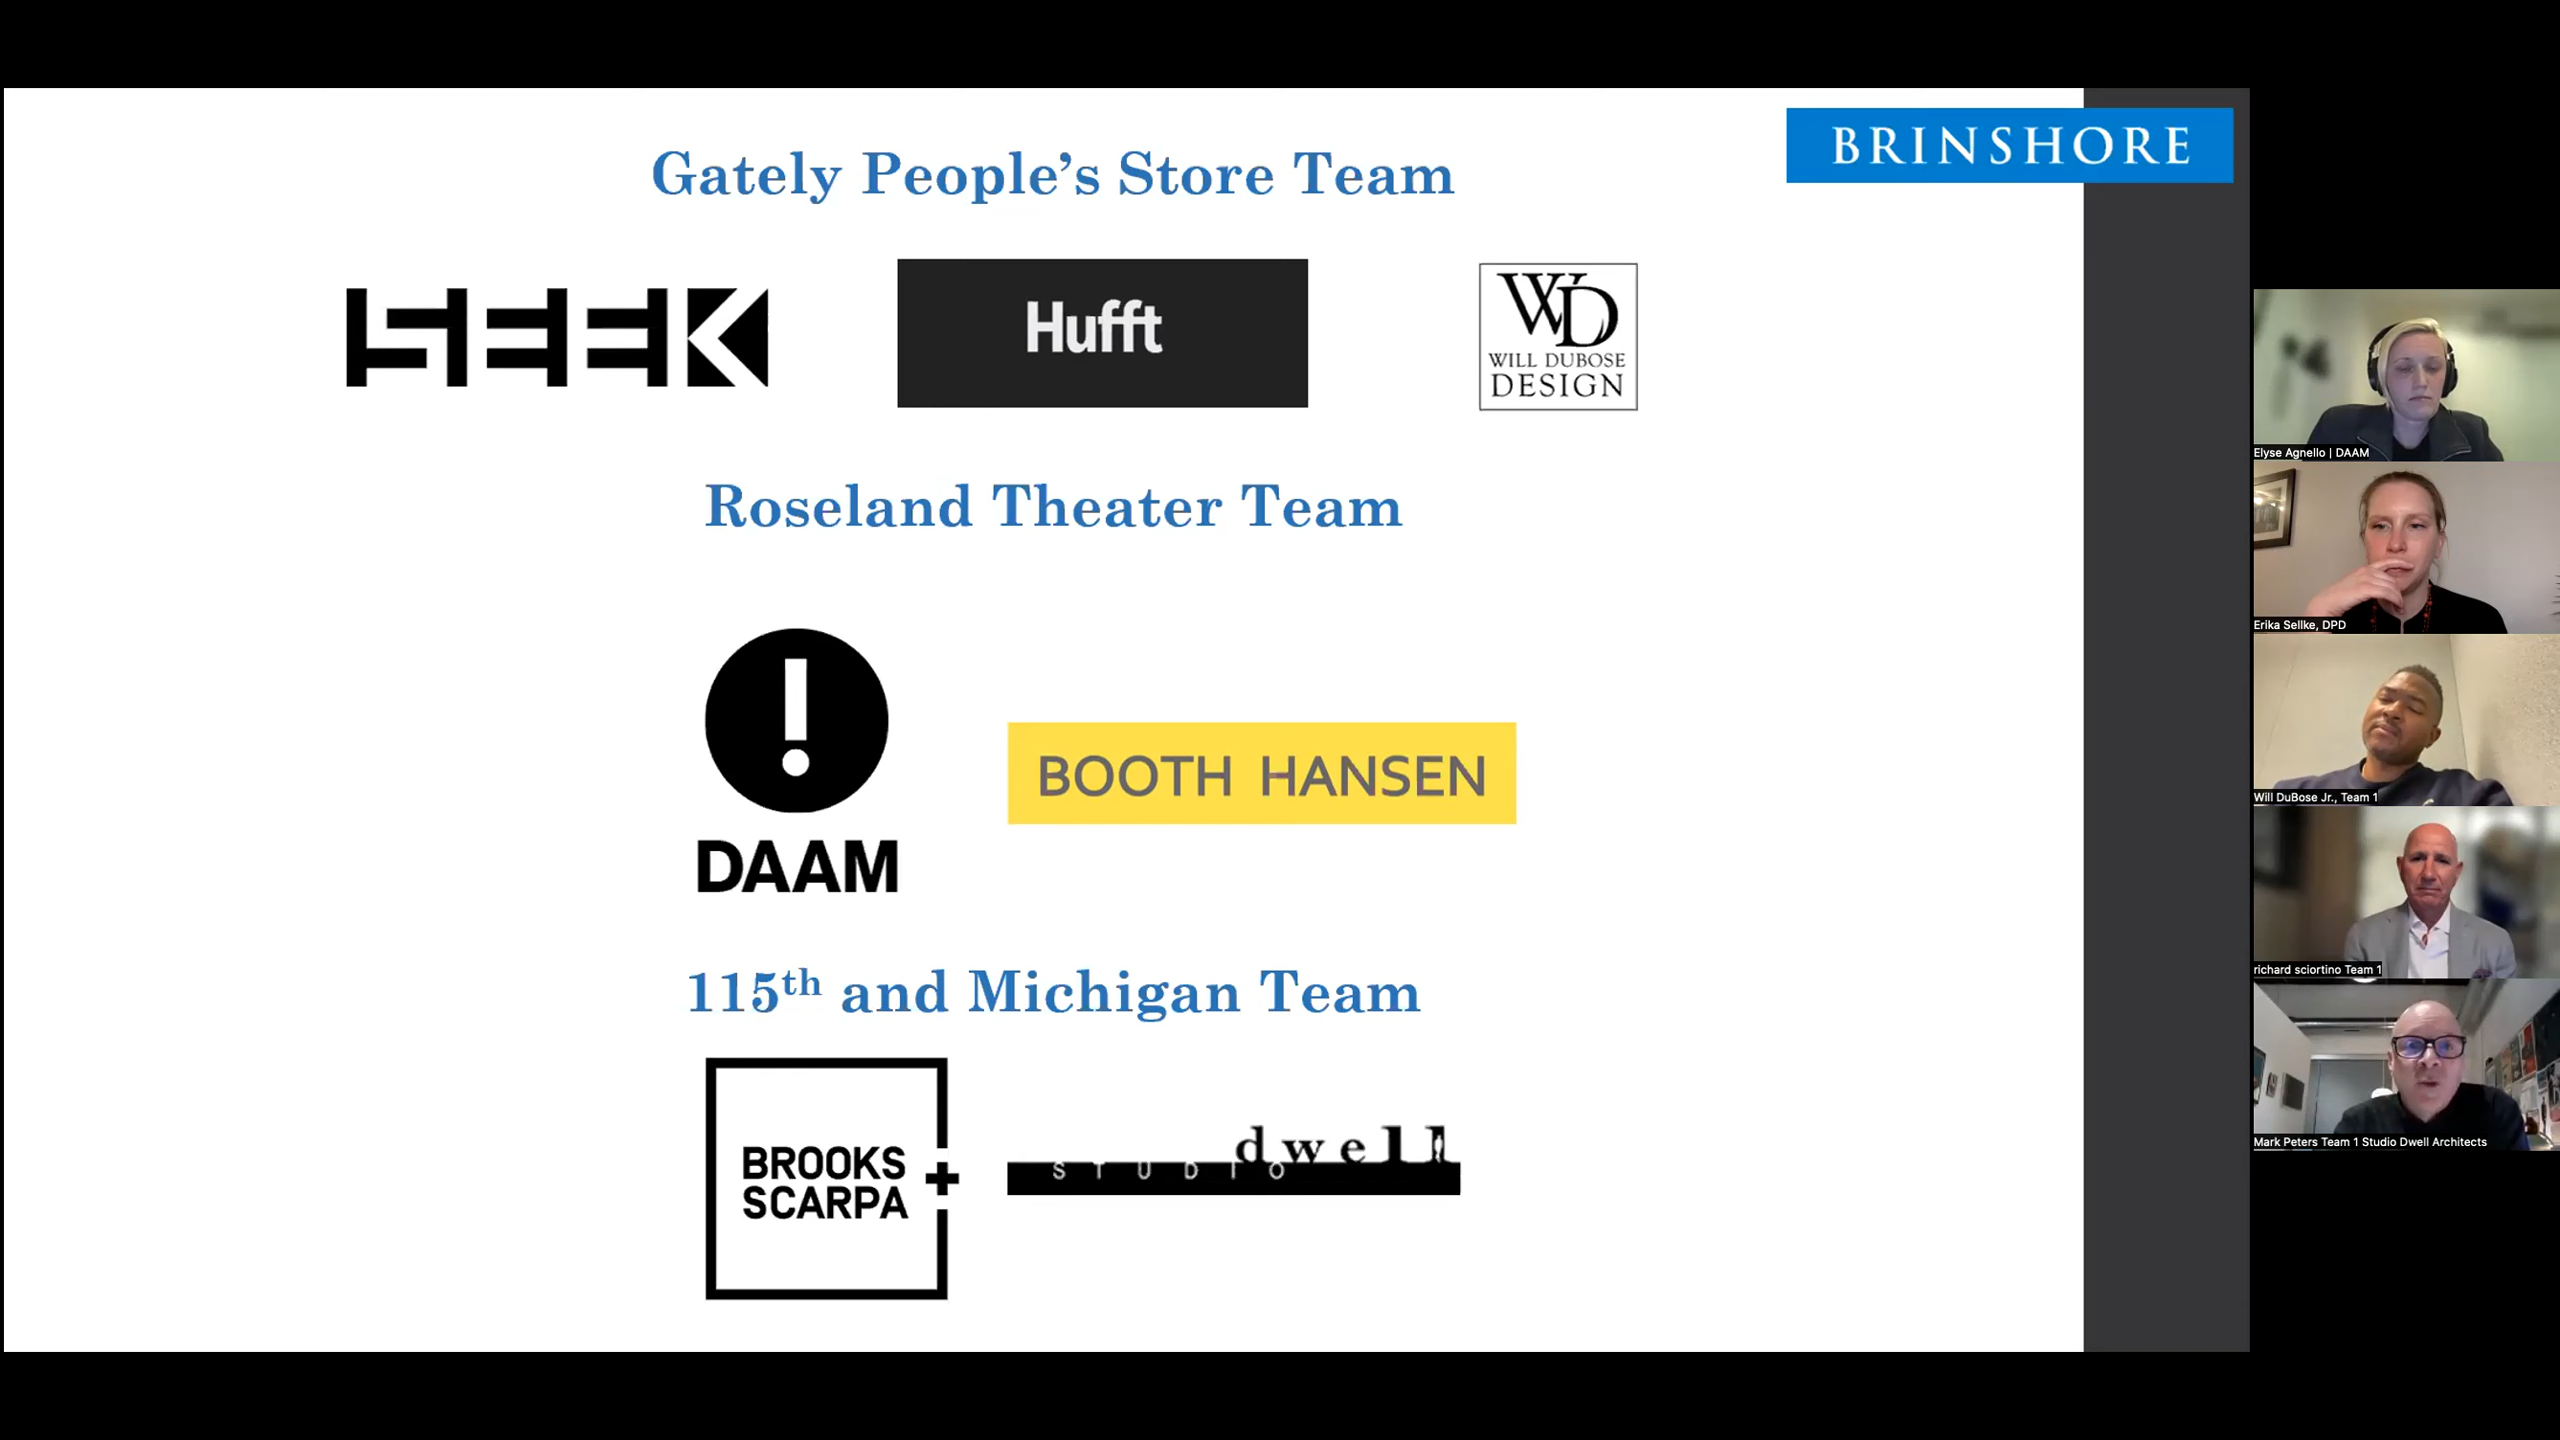 BRINSHORE
Gately People’s Store Team
SEEK
Hufft
WD
WILL DUBOSE
DESIGN
Roseland Theater Team
!
DAAM
BOOTH HANSEN
115th and Michigan Team
BROOKS +
SCARPA
STUDIO dwell
Elyse Agnello | DAAM
Erika Sellke, DPD
Will DuBose Jr., Team 1
richard sciortino Team 1
Mark Peters Team 1 Studio Dwell Architects